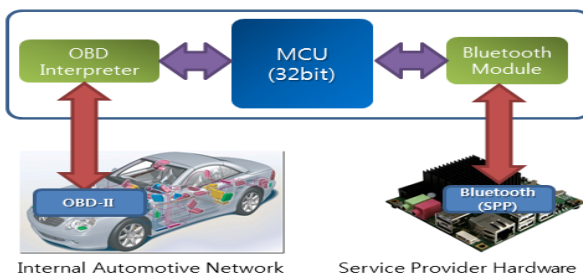 OBD
Interpreter
MCU
(32bit)
Bluetooth
Module
OBD-II
Bluetooth
(SPP)
Internal Automotive Network
Service Provider Hardware